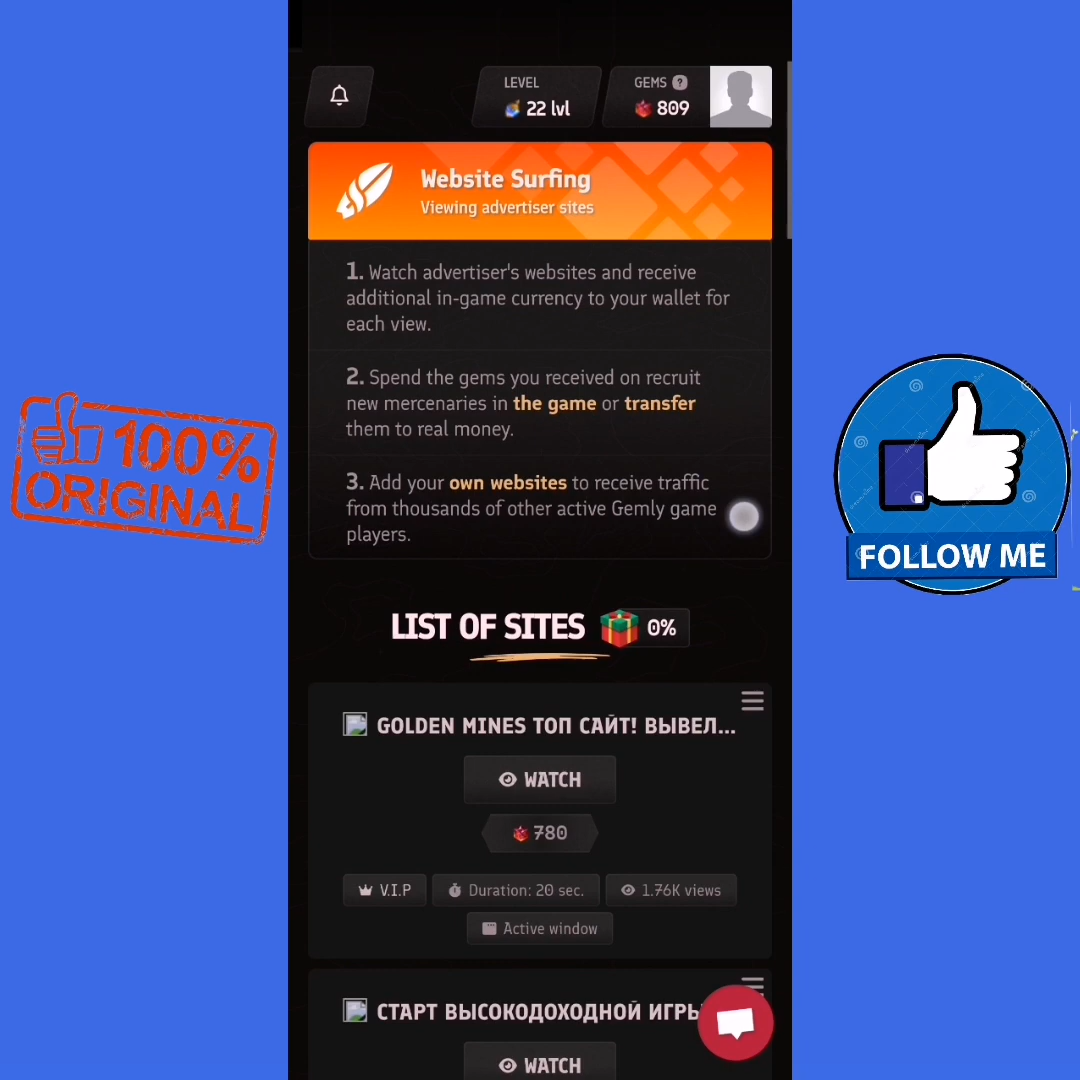 LEVEL
22 lvl
GEMS ?
809
Website Surfing
Viewing advertiser sites
1. Watch advertiser's websites and receive
additional in-game currency to your wallet for
each view.
2. Spend the gems you received on recruit
new mercenaries in the game or transfer
them to real money.
3. Add your own websites to receive traffic
from thousands of other active Gemly game
players.
100%
ORIGINAL
FOLLOW ME
LIST OF SITES
0%
GOLDEN MINES ТОП САЙТ! ВЫВЕЛ...
WATCH
780
V.I.P
Duration: 20 sec.
1.76K views
Active window
СТАРТ ВЫСОКОДОХОДНОЙ ИГРЫ
WATCH